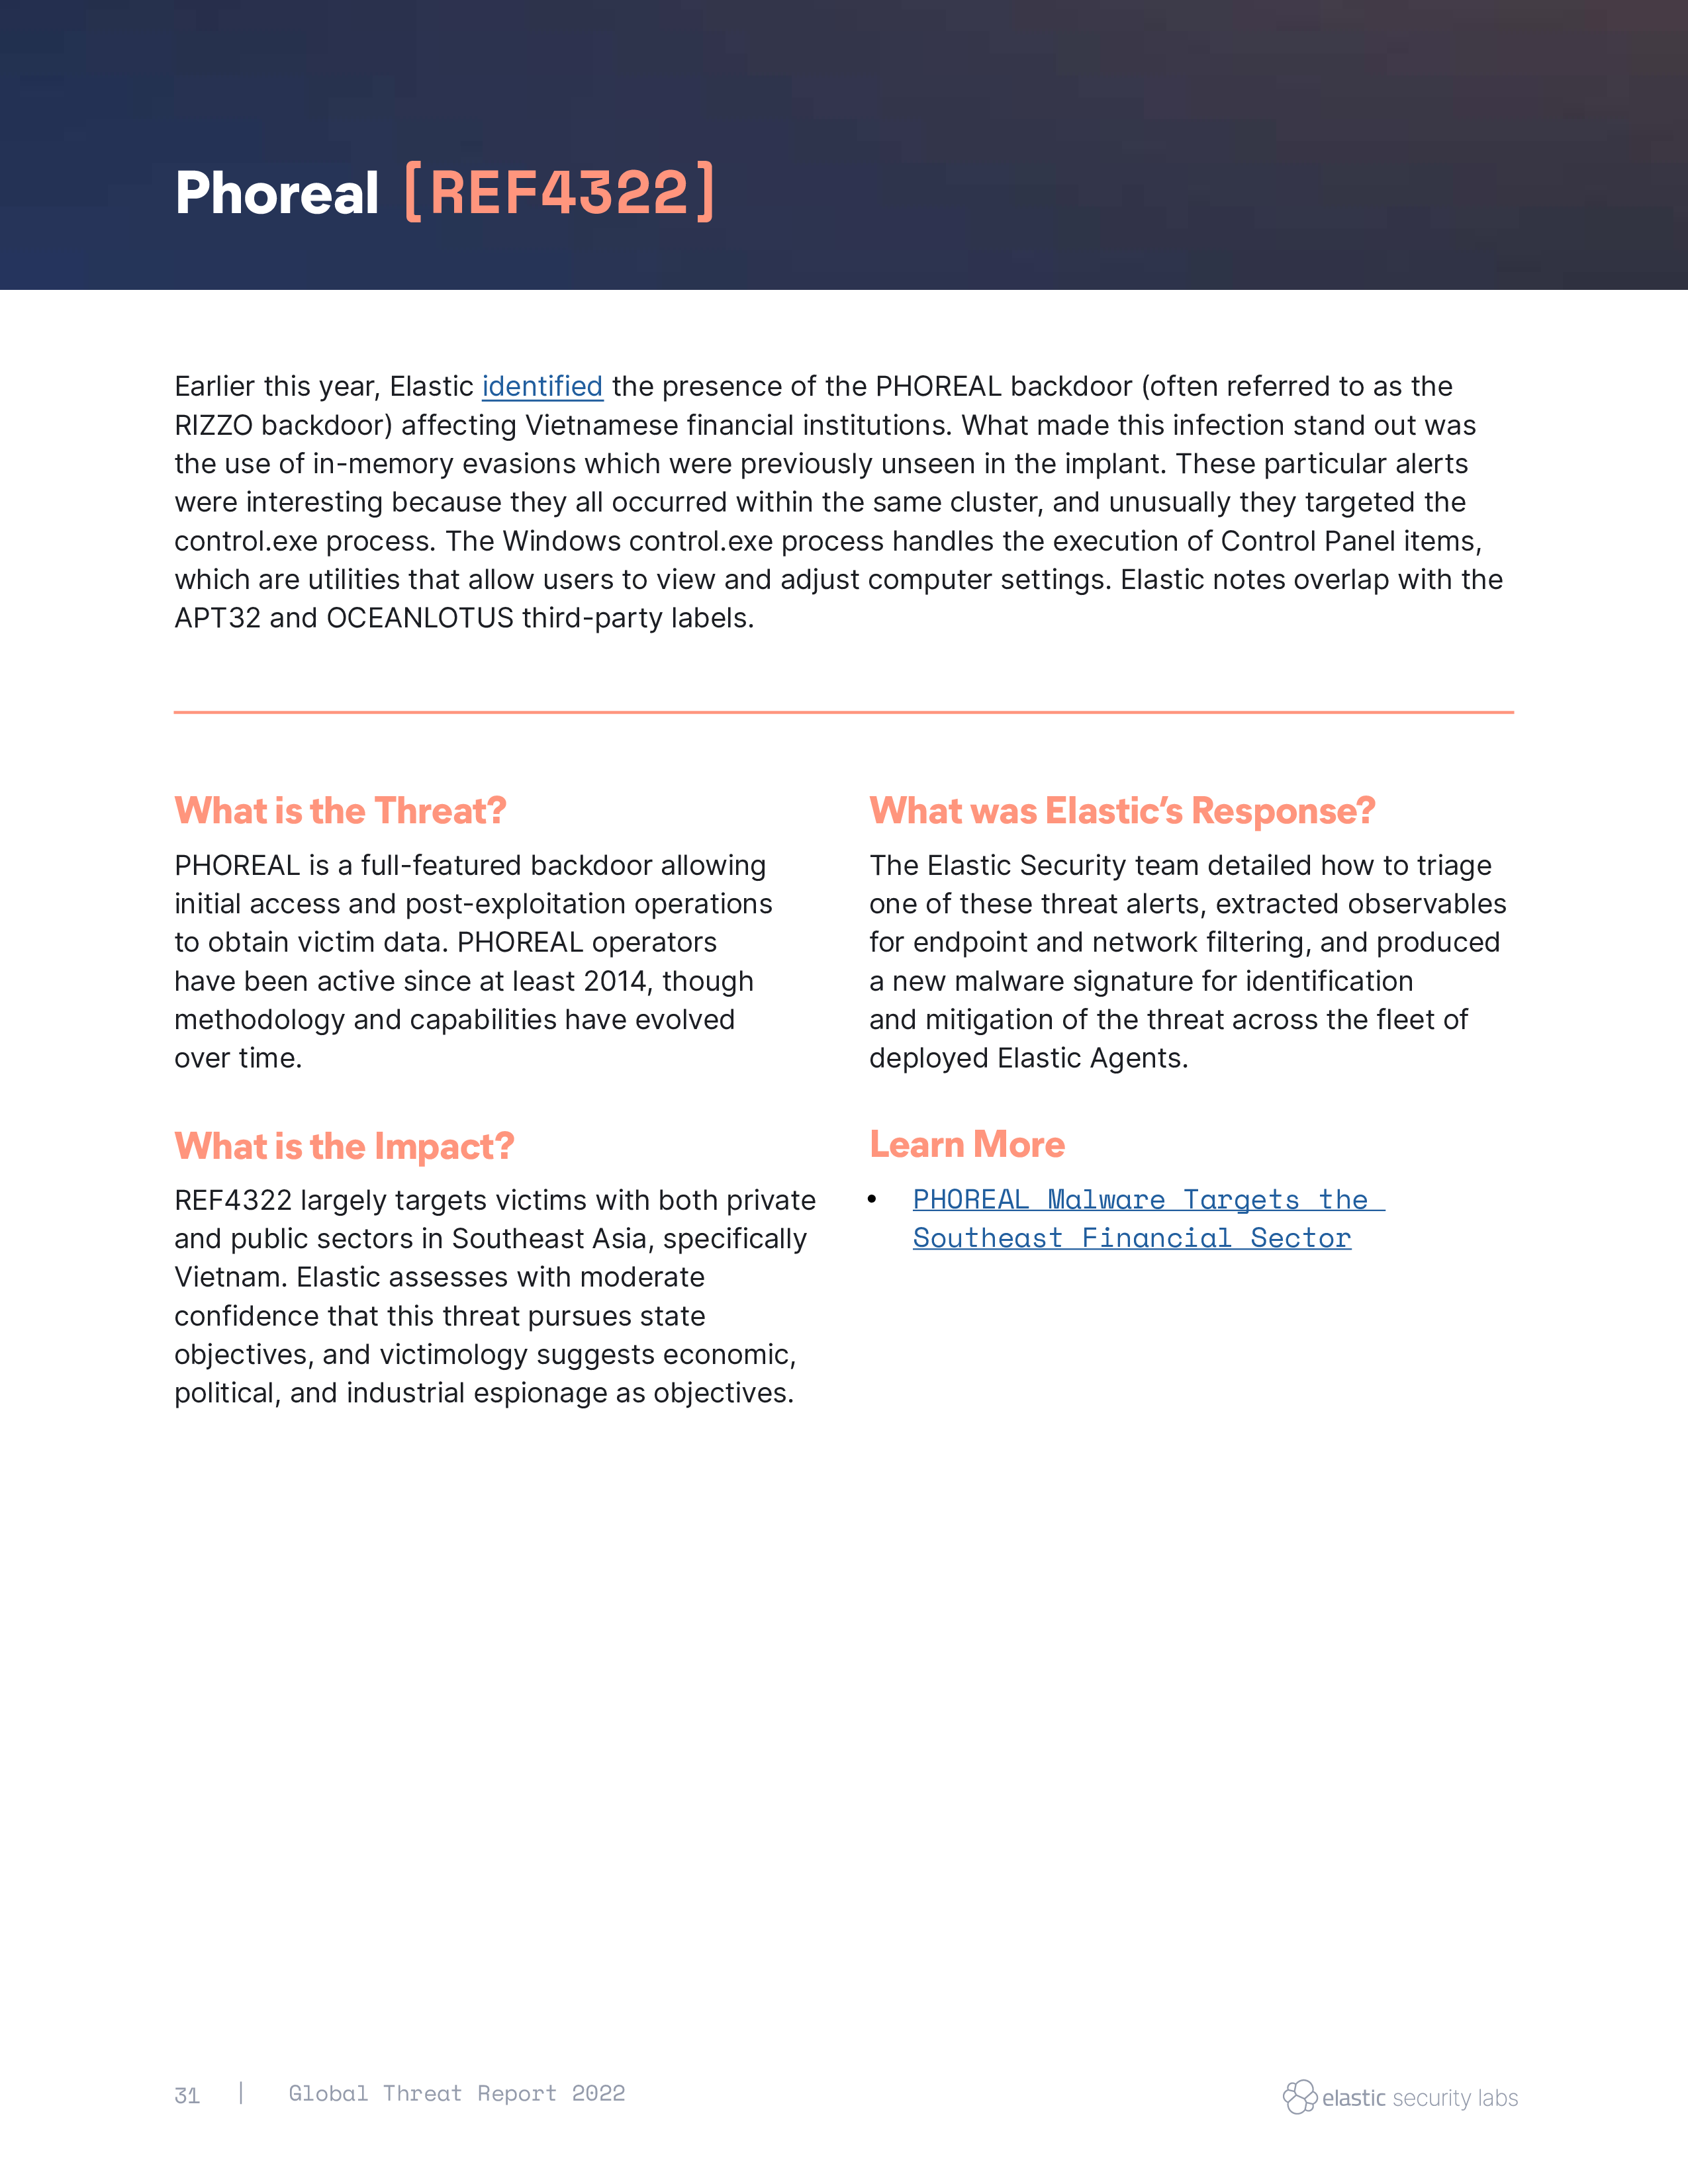 Phoreal [REF4322]
Earlier this year, Elastic identified the presence of the PHOREAL backdoor (often referred to as the
RIZZO backdoor) affecting Vietnamese financial institutions. What made this infection stand out was
the use of in-memory evasions which were previously unseen in the implant. These particular alerts
were interesting because they all occurred within the same cluster, and unusually they targeted the
control.exe process. The Windows control.exe process handles the execution of Control Panel items,
which are utilities that allow users to view and adjust computer settings. Elastic notes overlap with the
APT32 and OCEANLOTUS third-party labels.
What is the Threat?
PHOREAL is a full-featured backdoor allowing
initial access and post-exploitation operations
to obtain victim data. PHOREAL operators
have been active since at least 2014, though
methodology and capabilities have evolved
over time.
What is the Impact?
REF4322 largely targets victims with both private
and public sectors in Southeast Asia, specifically
Vietnam. Elastic assesses with moderate
confidence that this threat pursues state
objectives, and victimology suggests economic,
political, and industrial espionage as objectives.
What was Elastic’s Response?
The Elastic Security team detailed how to triage
one of these threat alerts, extracted observables
for endpoint and network filtering, and produced
a new malware signature for identification
and mitigation of the threat across the fleet of
deployed Elastic Agents.
Learn More
• PHOREAL Malware Targets the
Southeast Financial Sector
31 | Global Threat Report 2022
elastic security labs